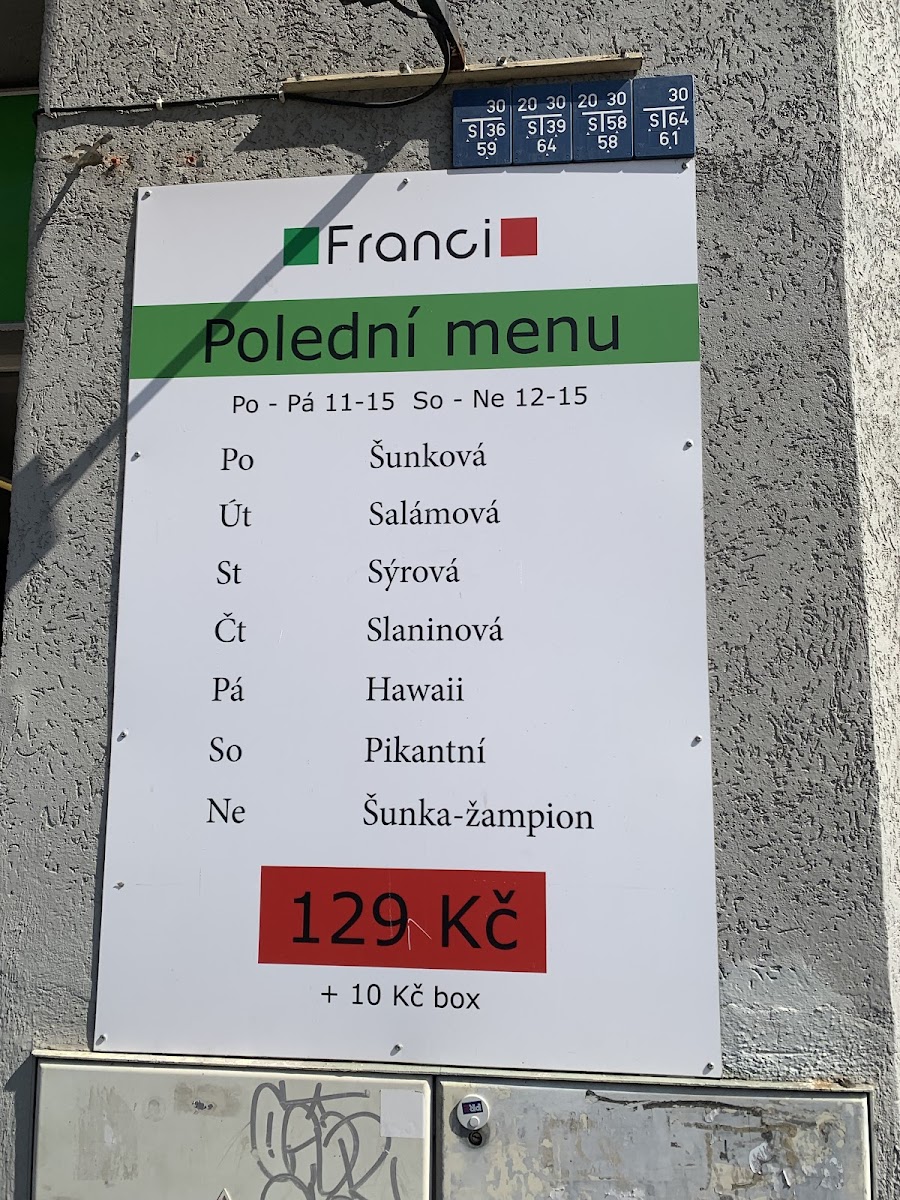 30 20 30 20 30 30
S 36 S 39 S 58 S 64
59 64 58 61
Franci
Polední menu
Po - Pá 11-15 So - Ne 12-15
Po Šunková
Út Salámová
St Sýrová
Čt Slaninová
Pá Hawaii
So Pikantní
Ne Šunka-žampion
129 Kč
+ 10 Kč box